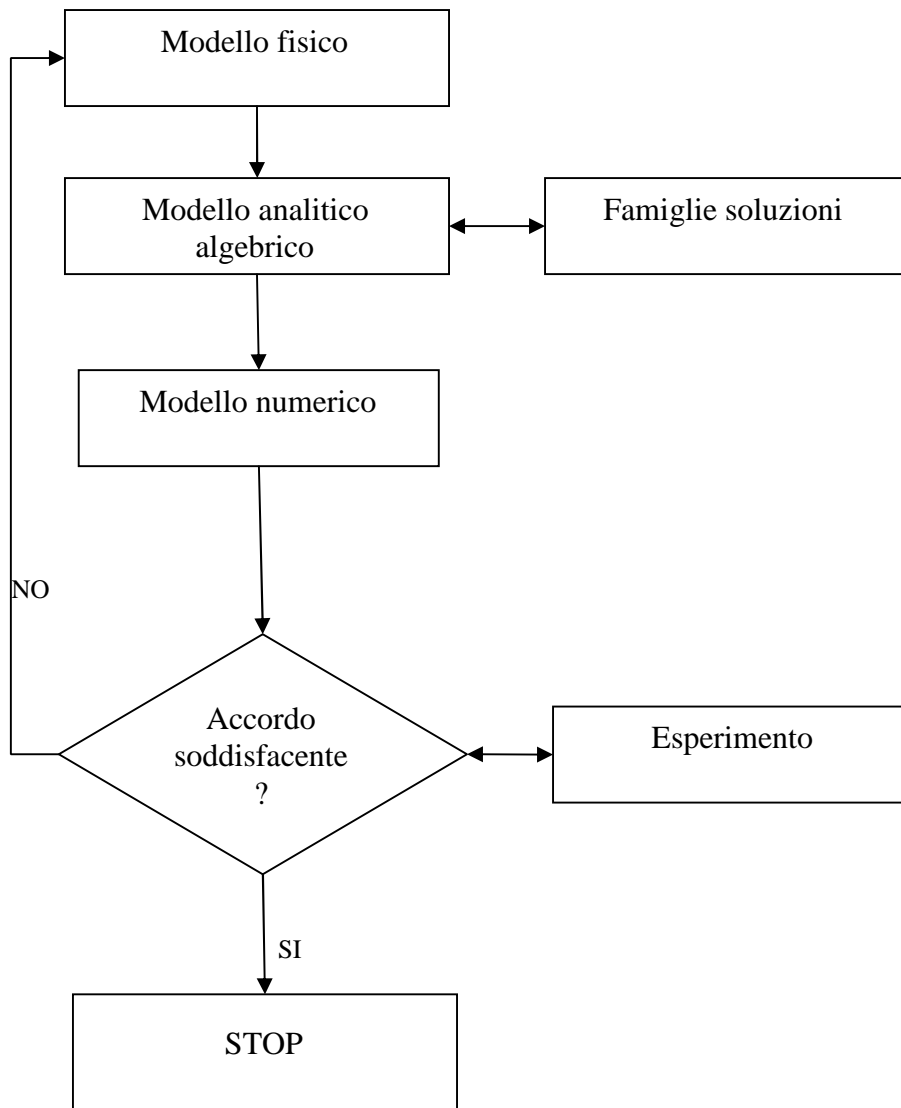 Modello fisico
Modello analitico
algebrico
Famiglie soluzioni
Modello numerico
NO
Accordo
soddisfacente
?
Esperimento
SI
STOP